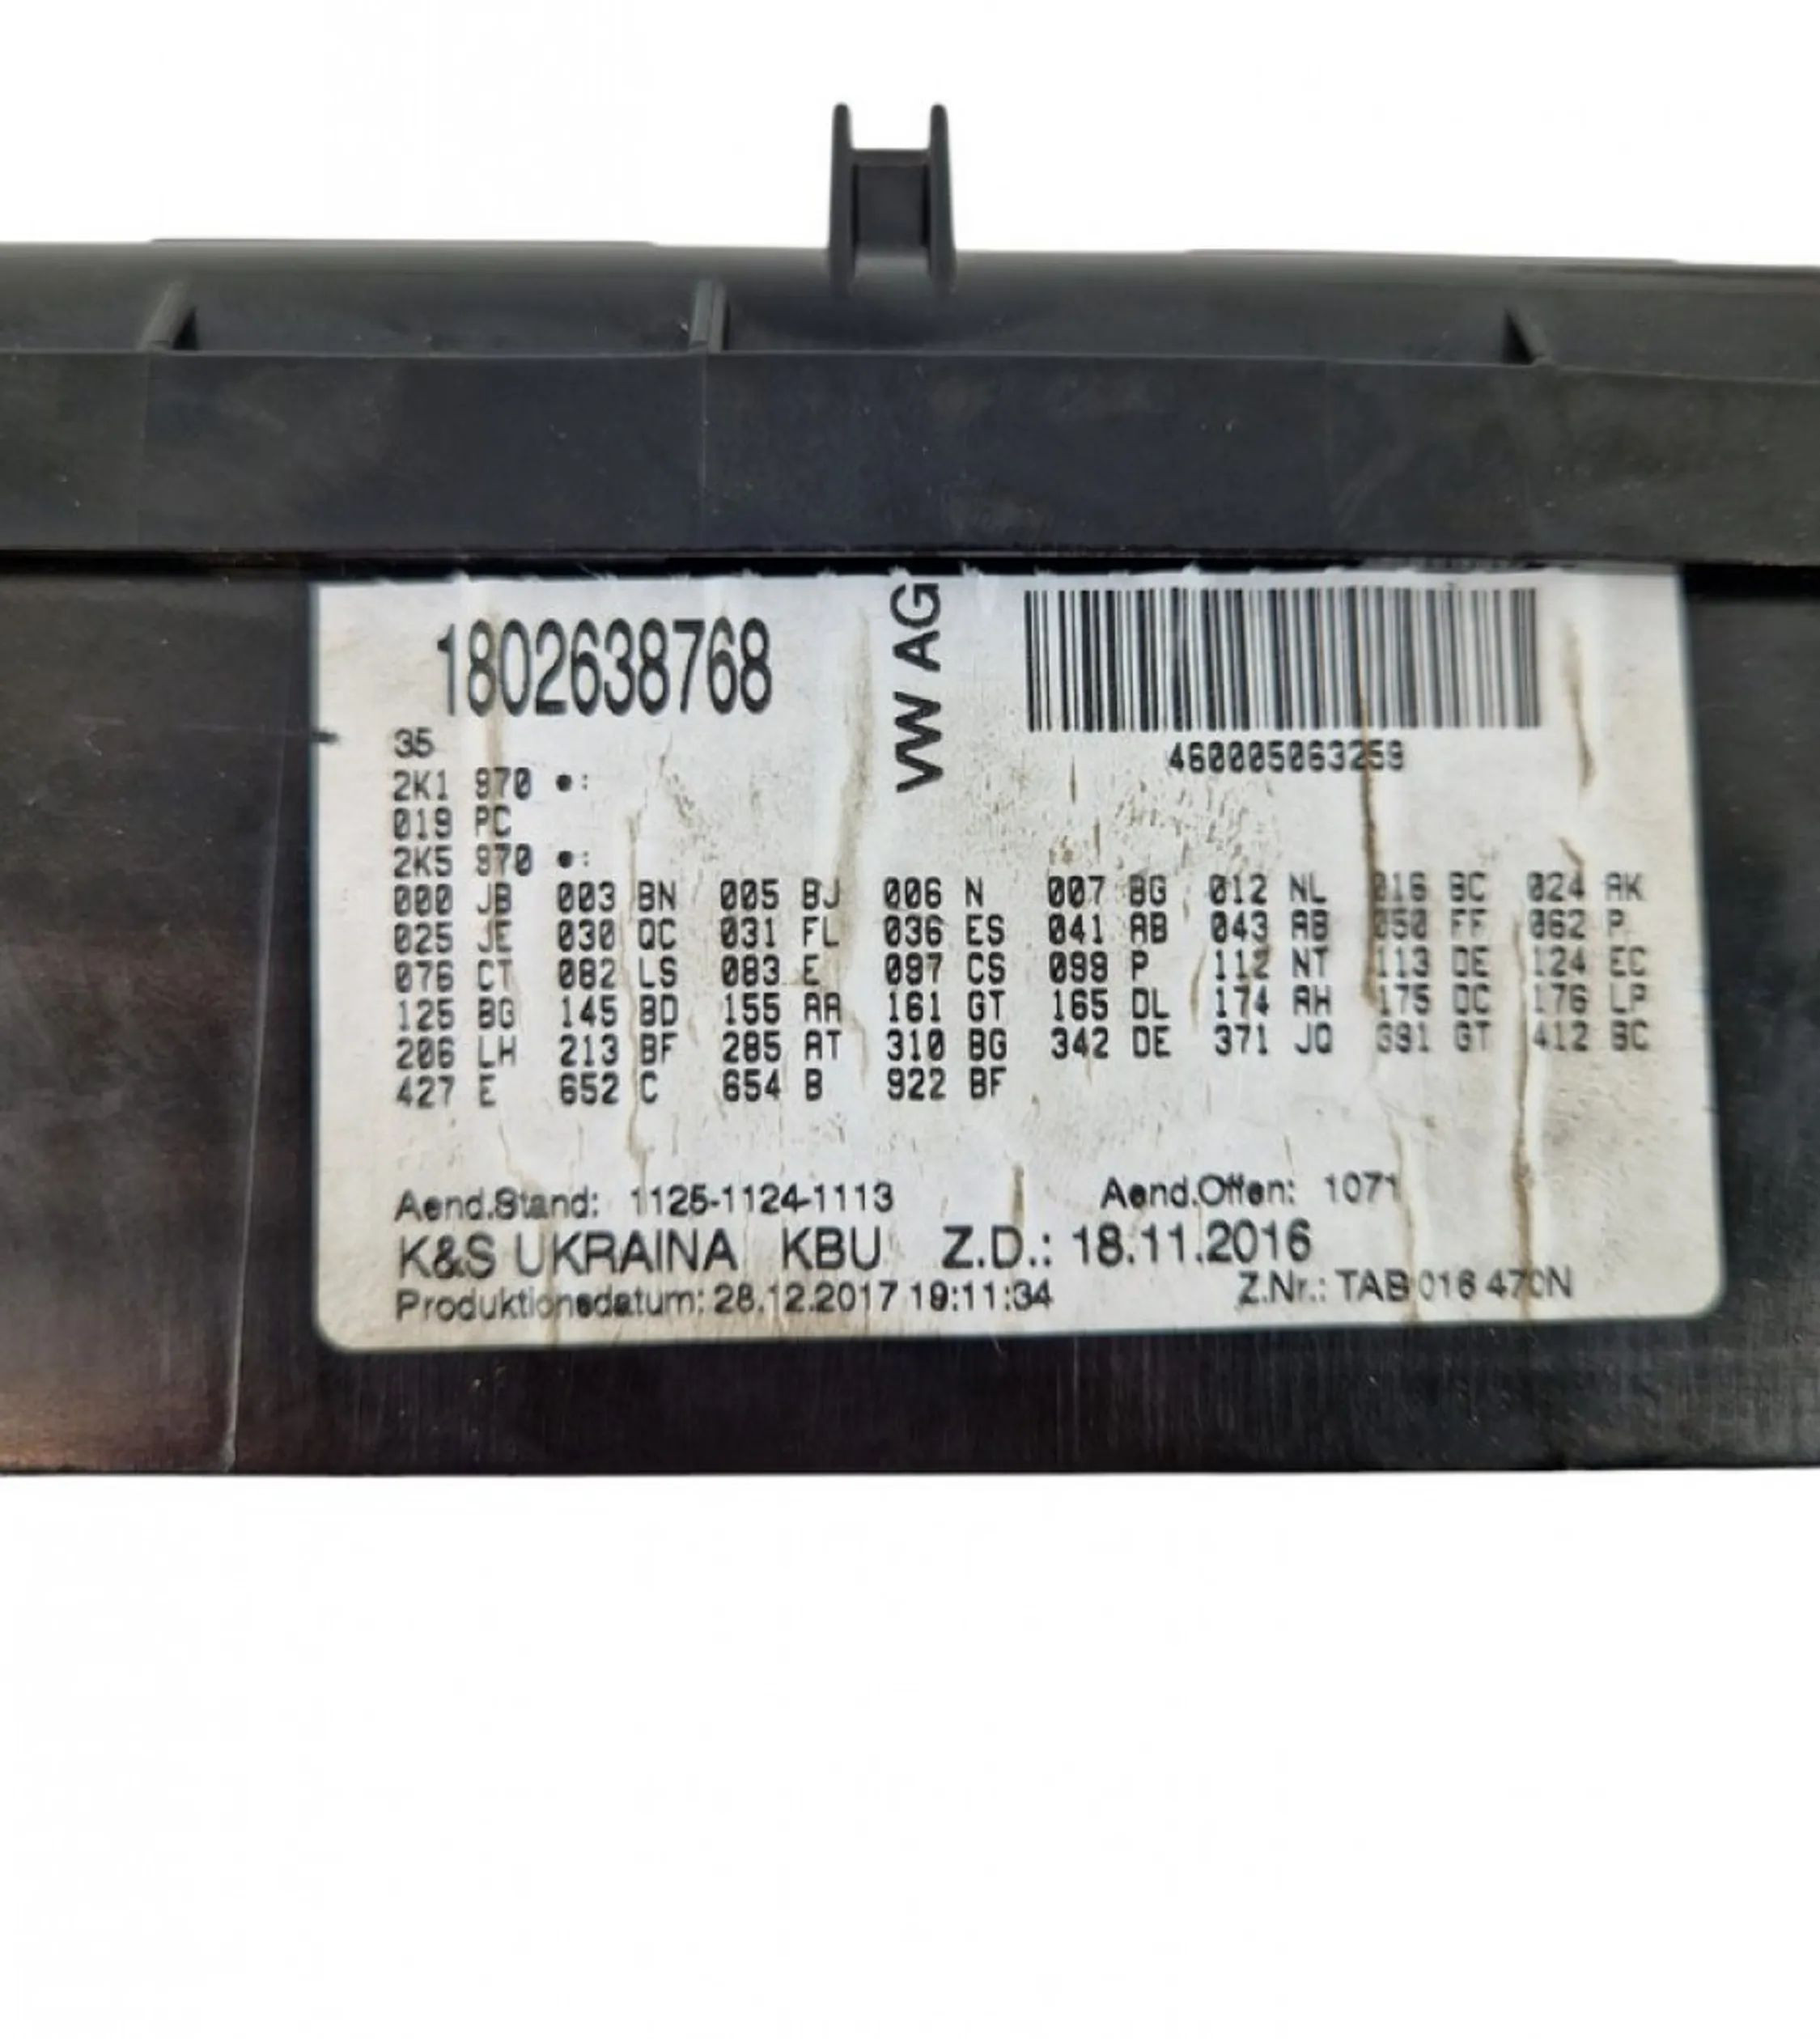 1802638768
VW AG
460005063259
35
2K1 970 •:
019 PC
2K5 970 •:
000 JB 003 BN 005 BJ 006 N 007 BG 012 NL 016 BC 024 AK
025 JE 030 QC 031 FL 036 ES 041 AB 043 AB 050 FF 062 P
076 CT 082 LS 083 E 097 CS 099 P 112 NT 113 DE 124 EC
125 BG 145 BD 155 AA 161 GT 165 DL 174 AH 175 DC 176 LP
206 LH 213 BF 285 AT 310 BG 342 DE 371 JQ 391 GT 412 BC
427 E 652 C 654 B 922 BF
Aend.Stand: 1125-1124-1113 Aend.Offen: 1071
K&S UKRAINA KBU Z.D.: 18.11.2016
Produktionsdatum: 28.12.2017 19:11:34 Z.Nr.: TAB 016 470N